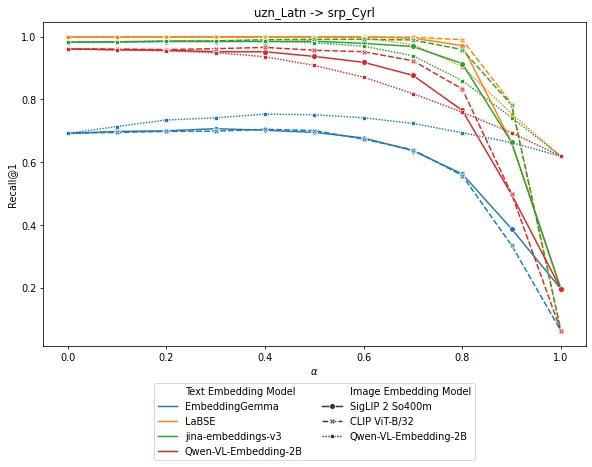 uzn_Latn -> srp_Cyrl
1.0
0.8
0.6
0.4
0.2
Recall@1
0.0 0.2 0.4 0.6 0.8 1.0
α
Text Embedding Model Image Embedding Model
EmbeddingGemma SigLIP 2 So400m
LaBSE CLIP ViT-B/32
jina-embeddings-v3 Qwen-VL-Embedding-2B
Qwen-VL-Embedding-2B